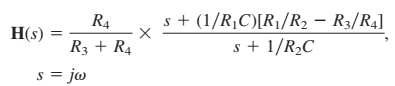 H(s) = R₄ / (R₃ + R₄) × (s + (1/R₁C)[R₁/R₂ − R₃/R₄]) / (s + 1/R₂C),
s = jω